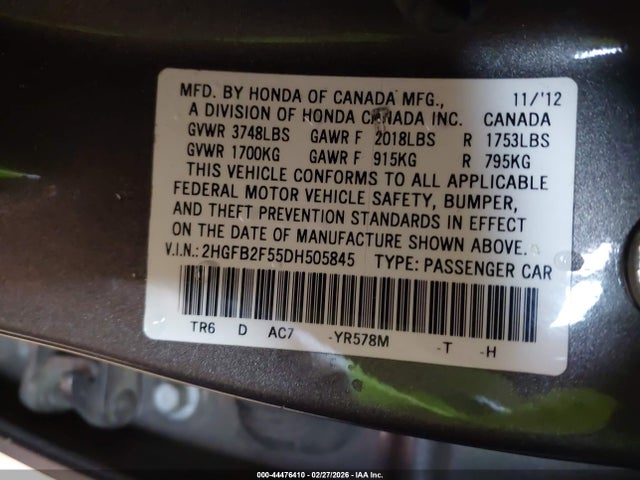 MFD. BY HONDA OF CANADA MFG., 11/'12
A DIVISION OF HONDA CANADA INC. CANADA
GVWR 3748LBS GAWR F 2018LBS R 1753LBS
GVWR 1700KG GAWR F 915KG R 795KG
THIS VEHICLE CONFORMS TO ALL APPLICABLE
FEDERAL MOTOR VEHICLE SAFETY, BUMPER,
AND THEFT PREVENTION STANDARDS IN EFFECT
ON THE DATE OF MANUFACTURE SHOWN ABOVE.
V.I.N.: 2HGFB2F55DH505845 TYPE: PASSENGER CAR
TR6 D AC7 -YR578M -T -H
000-44476410 - 02/27/2026 - IAA Inc.